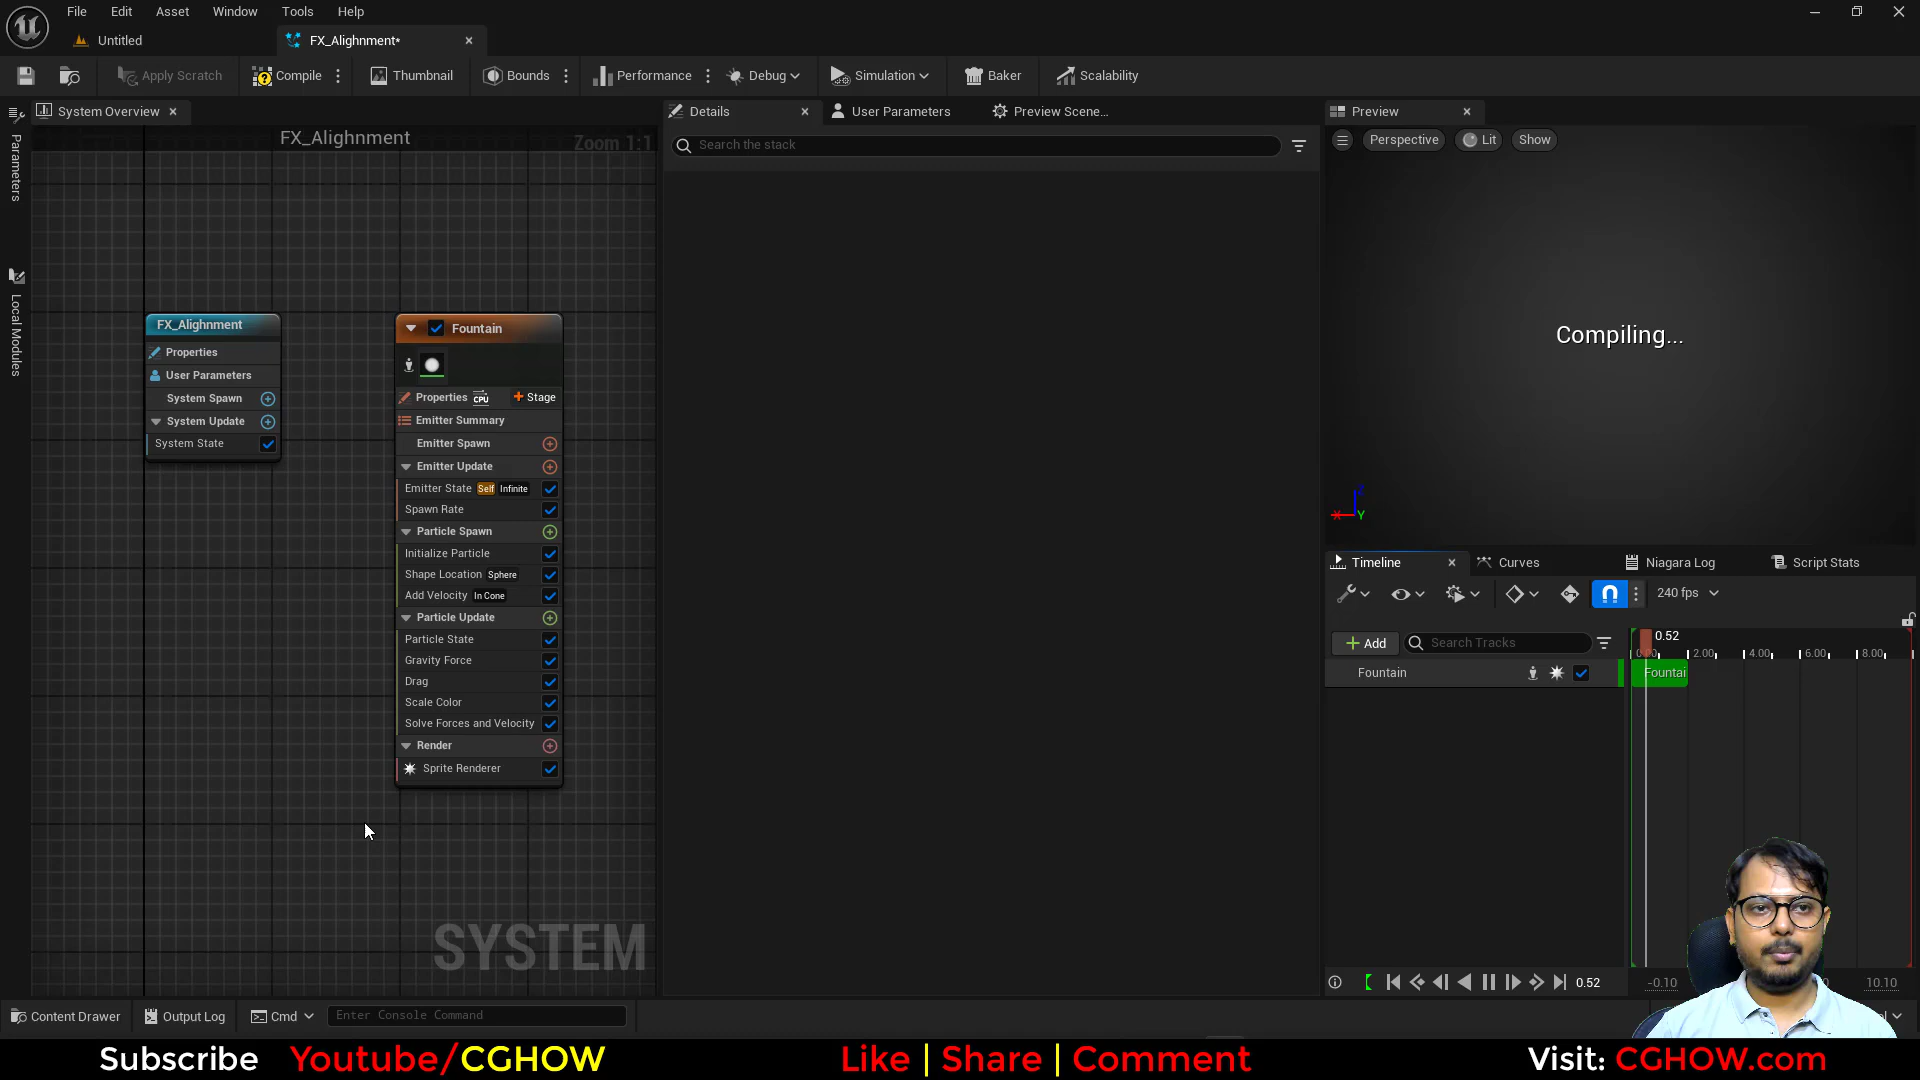 File Edit Asset Window Tools Help
Untitled
FX_Alighnment*
Apply Scratch
Compile
Thumbnail
Bounds
Performance
Debug
Simulation
Baker
Scalability
System Overview
Details
User Parameters
Preview Scene...
Preview
Parameters
Local Modules
FX_Alighnment
Zoom 1:1
Search the stack
Perspective
Lit
Show
Compiling...
X
Y
FX_Alighnment
Properties
User Parameters
System Spawn
System Update
System State
Fountain
Properties CPU Stage
Emitter Summary
Emitter Spawn
Emitter Update
Emitter State Self Infinite
Spawn Rate
Particle Spawn
Initialize Particle
Shape Location Sphere
Add Velocity In Cone
Particle Update
Particle State
Gravity Force
Drag
Scale Color
Solve Forces and Velocity
Render
Sprite Renderer
SYSTEM
Timeline
Curves
Niagara Log
Script Stats
240 fps
Add
Search Tracks
0.52
2.00 4.00 6.00 8.00
Fountain
Fountai
0.52
-0.10
10.10
Content Drawer
Output Log
Cmd
Enter Console Command
Subscribe Youtube/CGHOW
Like | Share | Comment
Visit: CGHOW.com